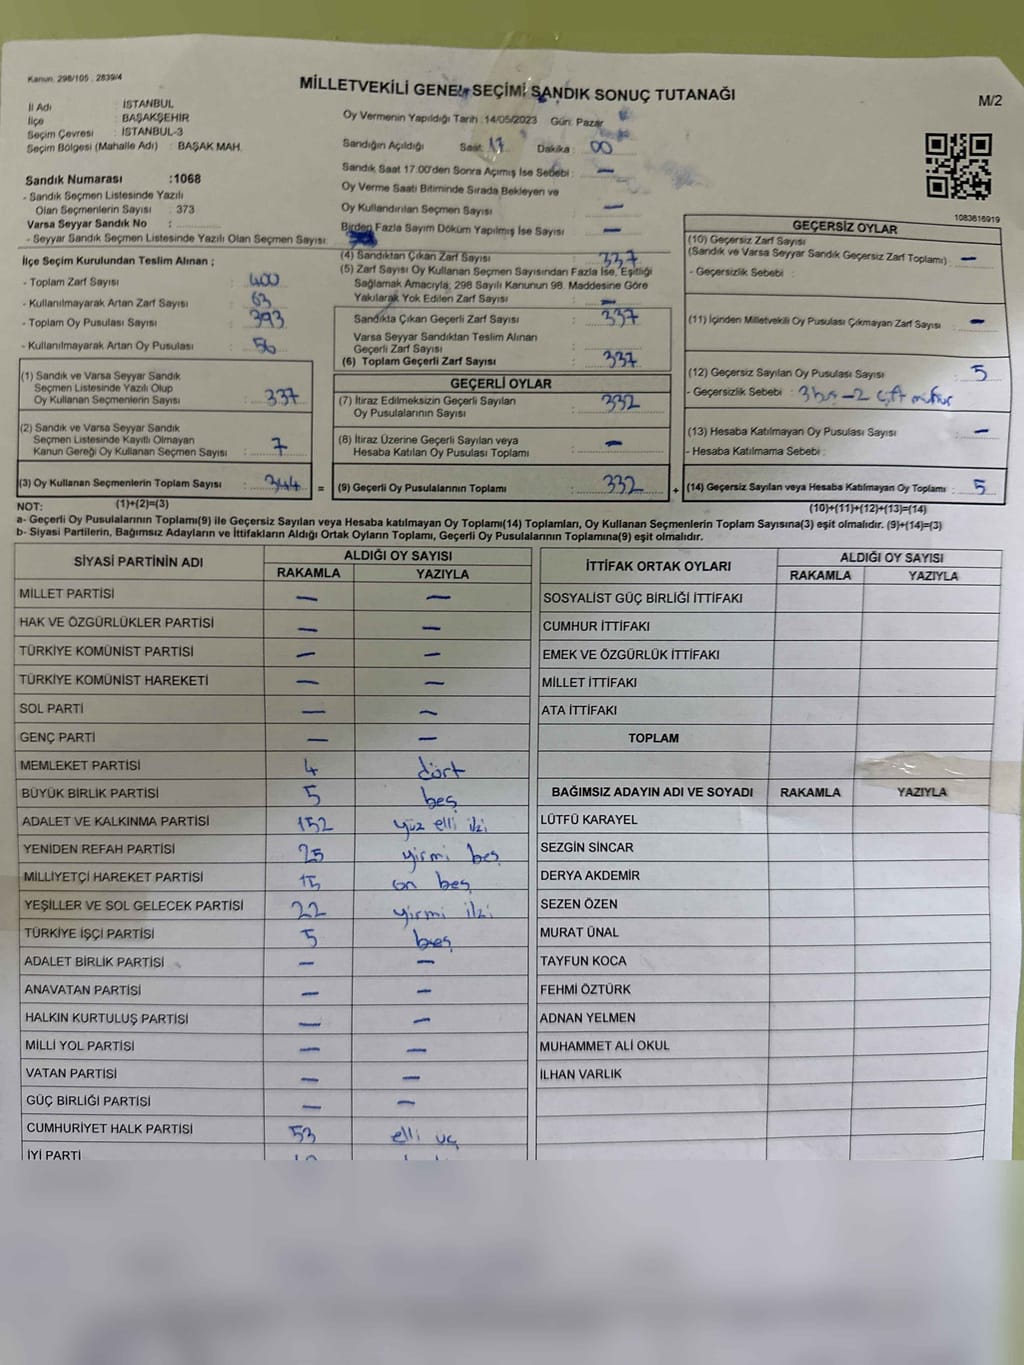 Kanun: 298/105 , 2839/4
MİLLETVEKİLİ GENEL SEÇİMİ SANDIK SONUÇ TUTANAĞI
M/2
İl Adı : İSTANBUL
İlçe : BAŞAKŞEHİR
Seçim Çevresi : İSTANBUL-3
Seçim Bölgesi (Mahalle Adı) : BAŞAK MAH.
Sandık Numarası :1068
- Sandık Seçmen Listesinde Yazılı
Olan Seçmenlerin Sayısı : 373
Varsa Seyyar Sandık No :
- Seyyar Sandık Seçmen Listesinde Yazılı Olan Seçmen Sayısı:
İlçe Seçim Kurulundan Teslim Alınan ;
- Toplam Zarf Sayısı : 400
- Kullanılmayarak Artan Zarf Sayısı : 63
- Toplam Oy Pusulası Sayısı : 393
- Kullanılmayarak Artan Oy Pusulası : 56
(1) Sandık ve Varsa Seyyar Sandık
Seçmen Listesinde Yazılı Olup
Oy Kullanan Seçmenlerin Sayısı : 337
(2) Sandık ve Varsa Seyyar Sandık
Seçmen Listesinde Kayıtlı Olmayan
Kanun Gereği Oy Kullanan Seçmen Sayısı : 7
(3) Oy Kullanan Seçmenlerin Toplam Sayısı : 344 =
(1)+(2)=(3)
Oy Vermenin Yapıldığı Tarih :14/05/2023 Gün: Pazar
Sandığın Açıldığı Saat: 17 Dakika : 00
Sandık Saat 17:00'den Sonra Açımış İse Sebebi : —
Oy Verme Saati Bitiminde Sırada Bekleyen ve
Oy Kullandırılan Seçmen Sayısı : —
Birden Fazla Sayım Döküm Yapılmış İse Sayısı : —
(4) Sandıktan Çıkan Zarf Sayısı : 337
(5) Zarf Sayısı Oy Kullanan Seçmen Sayısından Fazla İse, Eşitliği
Sağlamak Amacıyla, 298 Sayılı Kanunun 98. Maddesine Göre
Yakılarak Yok Edilen Zarf Sayısı : —
Sandıkta Çıkan Geçerli Zarf Sayısı : 337
Varsa Seyyar Sandıktan Teslim Alınan
Geçerli Zarf Sayısı :
(6) Toplam Geçerli Zarf Sayısı : 337
GEÇERLİ OYLAR
(7) İtiraz Edilmeksizin Geçerli Sayılan
Oy Pusulalarının Sayısı : 332
(8) İtiraz Üzerine Geçerli Sayılan veya
Hesaba Katılan Oy Pusulası Toplamı : —
(9) Geçerli Oy Pusulalarının Toplamı : 332 +
1083616919
GEÇERSİZ OYLAR
(10) Geçersiz Zarf Sayısı
(Sandık ve Varsa Seyyar Sandık Geçersiz Zarf Toplamı) : —
- Geçersizlik Sebebi :
(11) İçinden Milletvekili Oy Pusulası Çıkmayan Zarf Sayısı : —
(12) Geçersiz Sayılan Oy Pusulası Sayısı : 5
- Geçersizlik Sebebi : 3 boş - 2 çift mühür
(13) Hesaba Katılmayan Oy Pusulası Sayısı : —
- Hesaba Katılmama Sebebi :
(14) Geçersiz Sayılan veya Hesaba Katılmayan Oy Toplamı : 5
(10)+(11)+(12)+(13)=(14)
NOT:
a- Geçerli Oy Pusulalarının Toplamı(9) ile Geçersiz Sayılan veya Hesaba katılmayan Oy Toplamı(14) Toplamları, Oy Kullanan Seçmenlerin Toplam Sayısına(3) eşit olmalıdır. (9)+(14)=(3)
b- Siyasi Partilerin, Bağımsız Adayların ve İttifakların Aldığı Ortak Oyların Toplamı, Geçerli Oy Pusulalarının Toplamına(9) eşit olmalıdır.
SİYASİ PARTİNİN ADI ALDIĞI OY SAYISI
RAKAMLA YAZIYLA
MİLLET PARTİSİ — —
HAK VE ÖZGÜRLÜKLER PARTİSİ — —
TÜRKİYE KOMÜNİST PARTİSİ — —
TÜRKİYE KOMÜNİST HAREKETİ — —
SOL PARTİ — —
GENÇ PARTİ — —
MEMLEKET PARTİSİ 4 dört
BÜYÜK BİRLİK PARTİSİ 5 beş
ADALET VE KALKINMA PARTİSİ 152 yüz elli iki
YENİDEN REFAH PARTİSİ 25 yirmi beş
MİLLİYETÇİ HAREKET PARTİSİ 15 on beş
YEŞİLLER VE SOL GELECEK PARTİSİ 22 yirmi iki
TÜRKİYE İŞÇİ PARTİSİ 5 beş
ADALET BİRLİK PARTİSİ — —
ANAVATAN PARTİSİ — —
HALKIN KURTULUŞ PARTİSİ — —
MİLLİ YOL PARTİSİ — —
VATAN PARTİSİ — —
GÜÇ BİRLİĞİ PARTİSİ — —
CUMHURİYET HALK PARTİSİ 53 elli üç
İYİ PARTİ
İTTİFAK ORTAK OYLARI ALDIĞI OY SAYISI
RAKAMLA YAZIYLA
SOSYALİST GÜÇ BİRLİĞİ İTTİFAKI
CUMHUR İTTİFAKI
EMEK VE ÖZGÜRLÜK İTTİFAKI
MİLLET İTTİFAKI
ATA İTTİFAKI
TOPLAM
BAĞIMSIZ ADAYIN ADI VE SOYADI RAKAMLA YAZIYLA
LÜTFÜ KARAYEL
SEZGİN SİNCAR
DERYA AKDEMİR
SEZEN ÖZEN
MURAT ÜNAL
TAYFUN KOCA
FEHMİ ÖZTÜRK
ADNAN YELMEN
MUHAMMET ALİ OKUL
İLHAN VARLIK